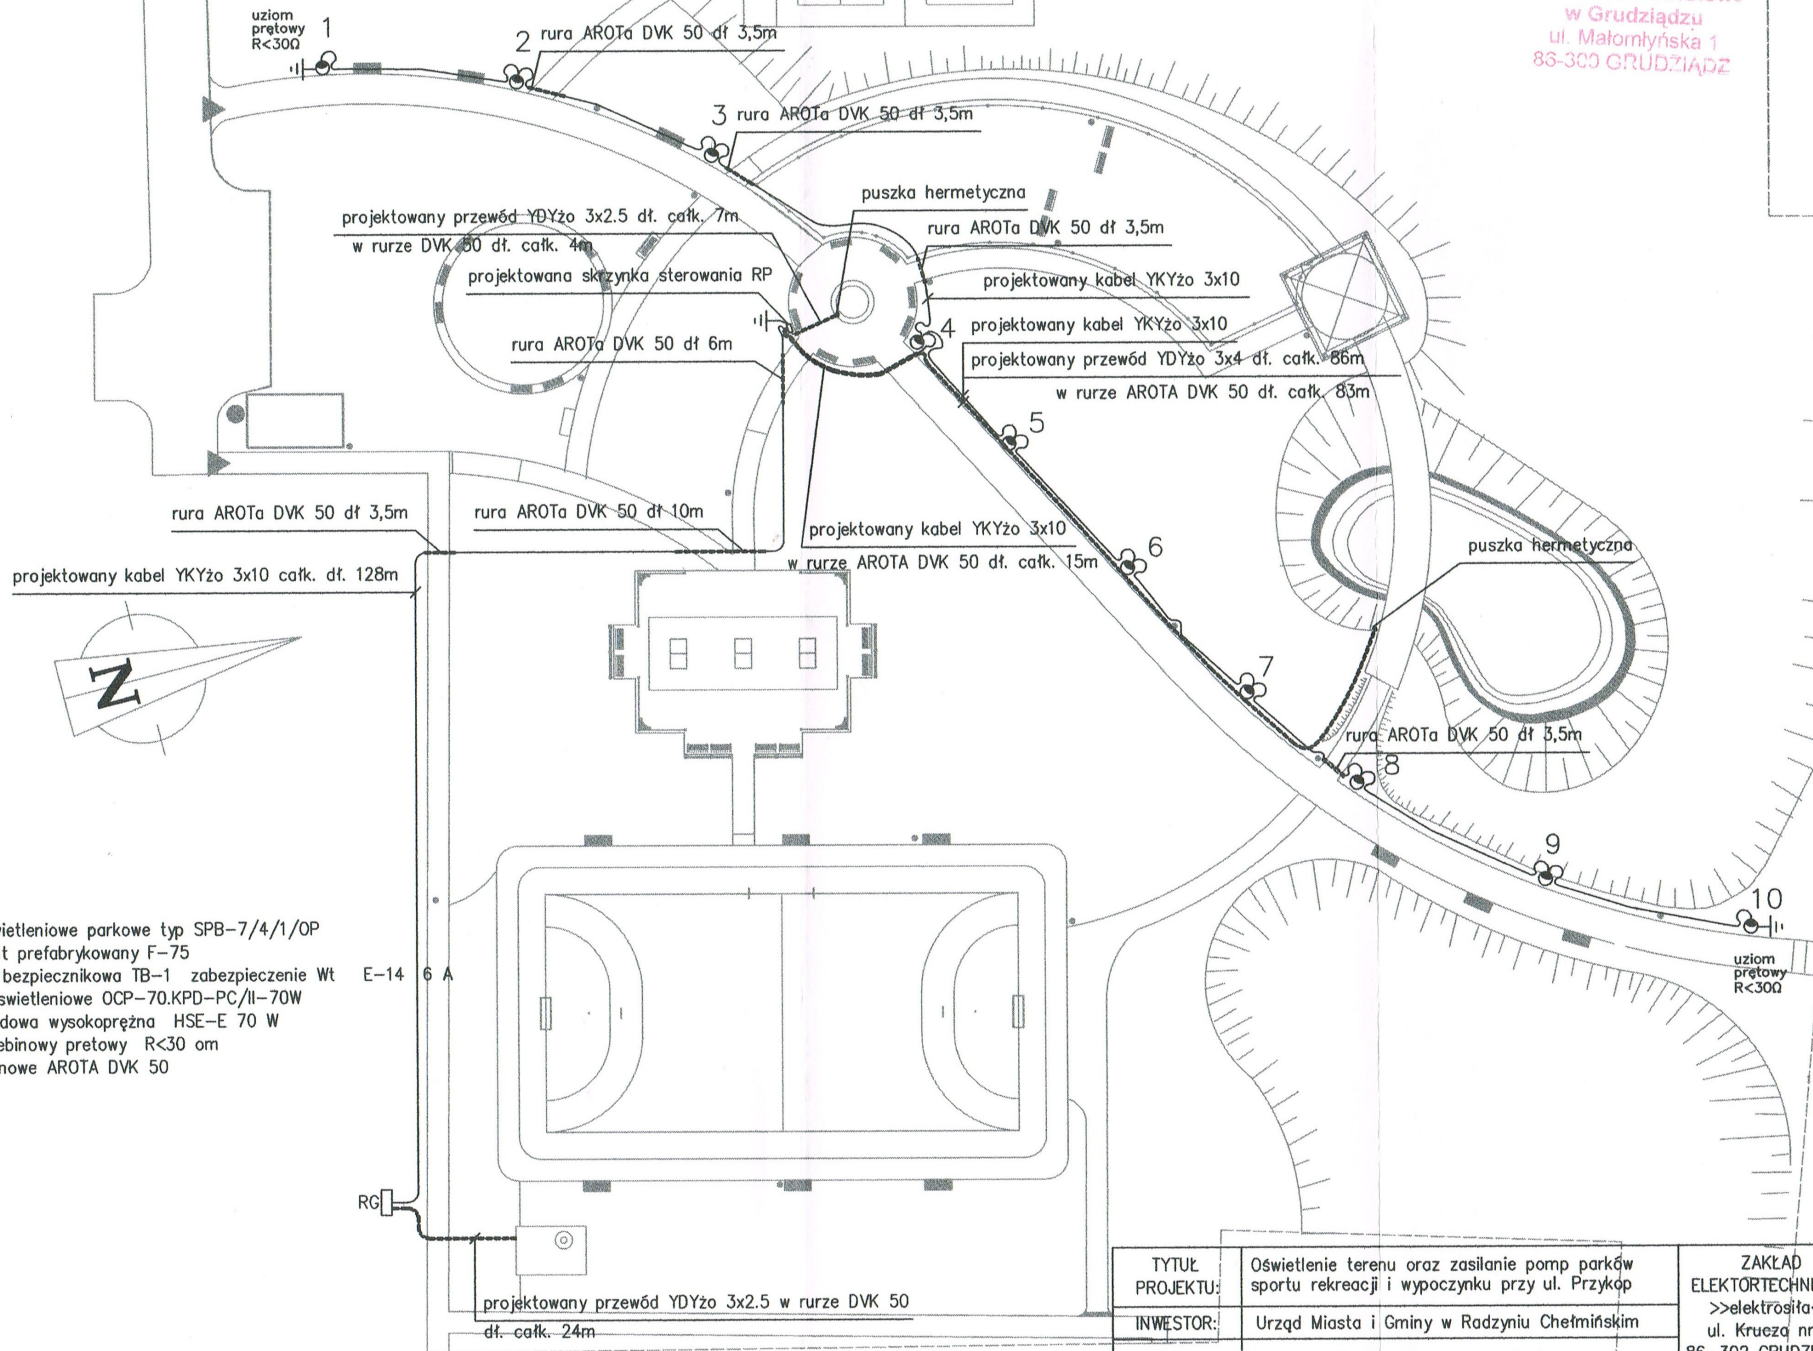 w Grudziądzu
ul. Małomłyńska 1
86-300 GRUDZIĄDZ
uziom
prętowy
R<30Ω
1
2
rura AROTa DVK 50 dł 3,5m
3
rura AROTa DVK 50 dł 3,5m
puszka hermetyczna
projektowany przewód YDYżo 3x2.5 dł. całk. 7m
w rurze DVK 50 dł. całk. 4m
rura AROTa DVK 50 dł 3,5m
projektowana skrzynka sterowania RP
projektowany kabel YKYżo 3x10
4
projektowany kabel YKYżo 3x10
rura AROTa DVK 50 dł 6m
projektowany przewód YDYżo 3x4 dł. całk. 86m
w rurze AROTA DVK 50 dł. całk. 83m
5
rura AROTa DVK 50 dł 3,5m
rura AROTa DVK 50 dł 10m
projektowany kabel YKYżo 3x10
w rurze AROTA DVK 50 dł. całk. 15m
6
puszka hermetyczna
projektowany kabel YKYżo 3x10 całk. dł. 128m
N
7
rura AROTa DVK 50 dł 3,5m
8
9
10
uziom
prętowy
R<30Ω
wietleniowe parkowe typ SPB-7/4/1/OP
t prefabrykowany F-75
bezpiecznikowa TB-1 zabezpieczenie Wt E-14 6 A
swietleniowe OCP-70.KPD-PC/II-70W
dowa wysokoprężna HSE-E 70 W
ebinowy pretowy R<30 om
nowe AROTA DVK 50
RG
projektowany przewód YDYżo 3x2.5 w rurze DVK 50
dł. całk. 24m
TYTUŁ
PROJEKTU:
Oświetlenie terenu oraz zasilanie pomp parków
sportu rekreacji i wypoczynku przy ul. Przykop
INWESTOR:
Urząd Miasta i Gminy w Radzyniu Chełmińskim
ZAKŁAD
ELEKTORTECHNI
>>elektrosiła
ul. Krucza nr